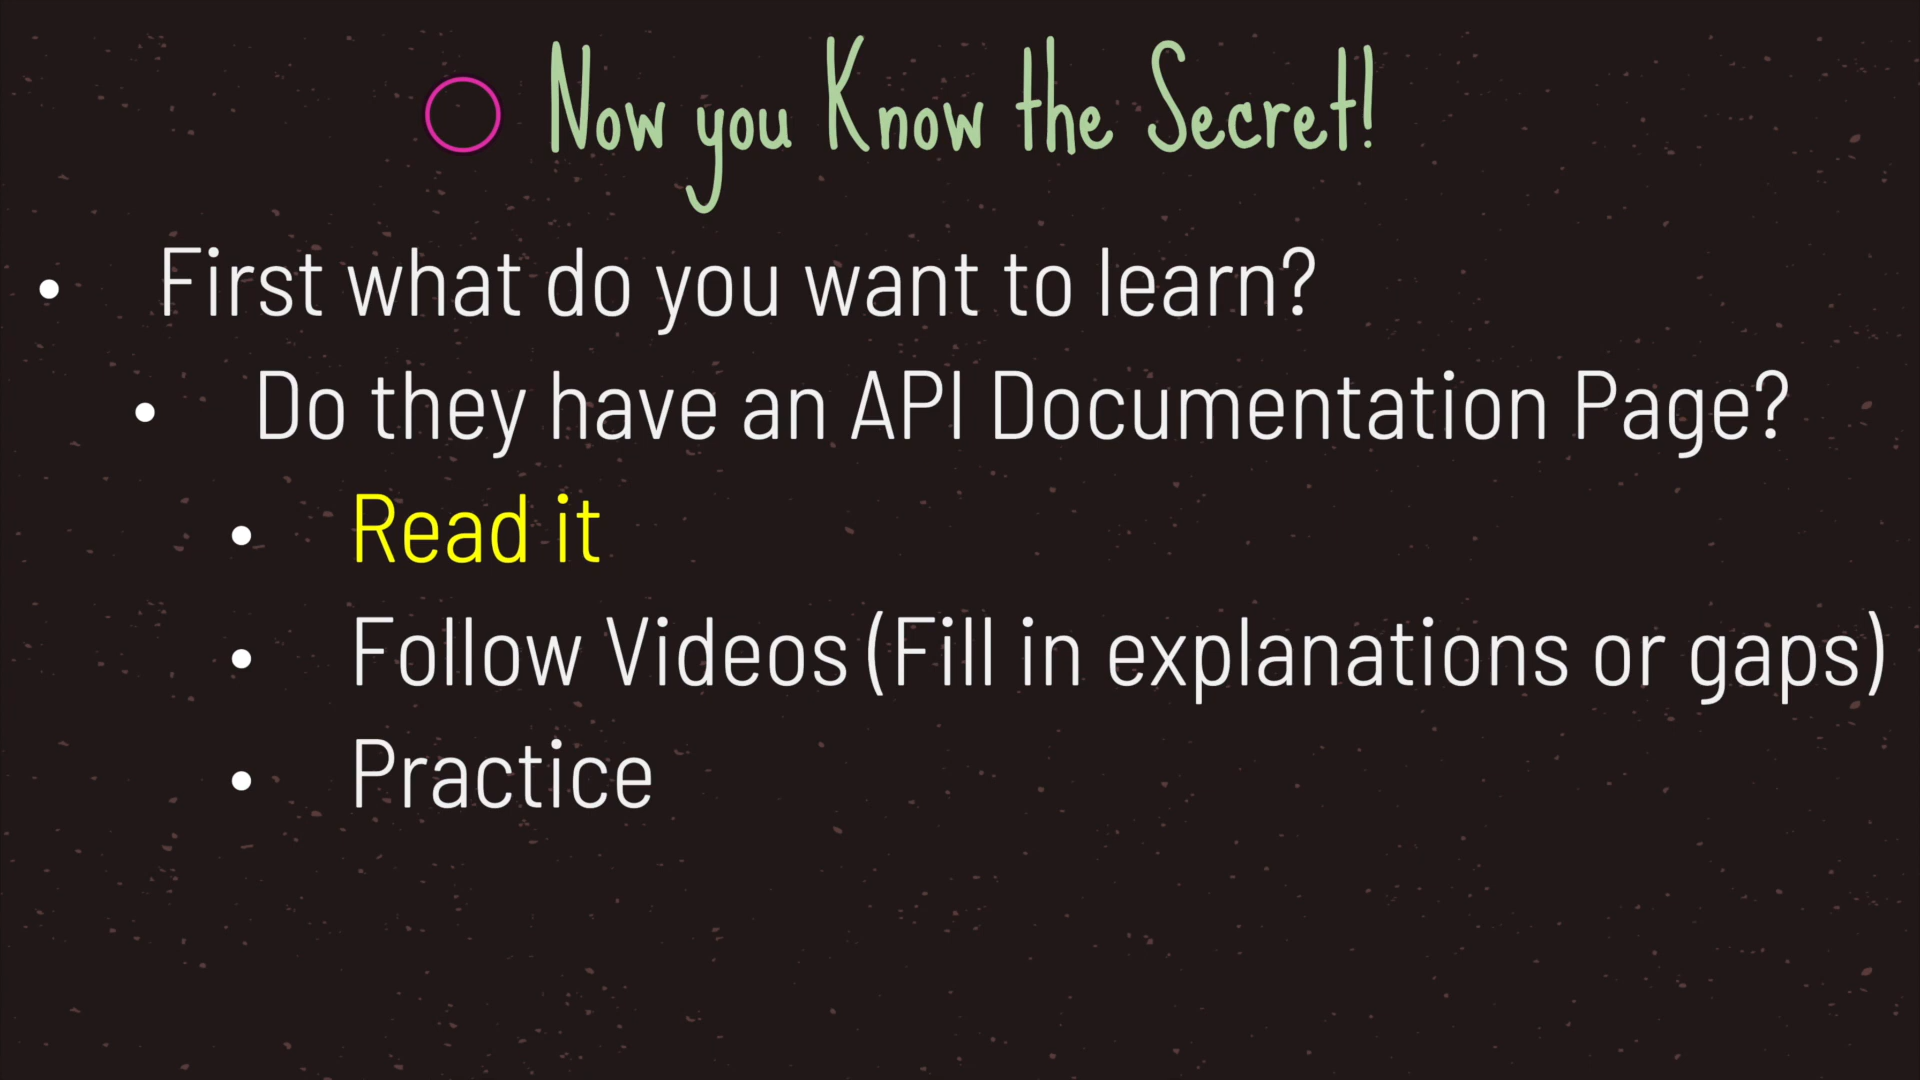 Now you Know the Secret!
First what do you want to learn?
Do they have an API Documentation Page?
Read it
Follow Videos (Fill in explanations or gaps)
Practice